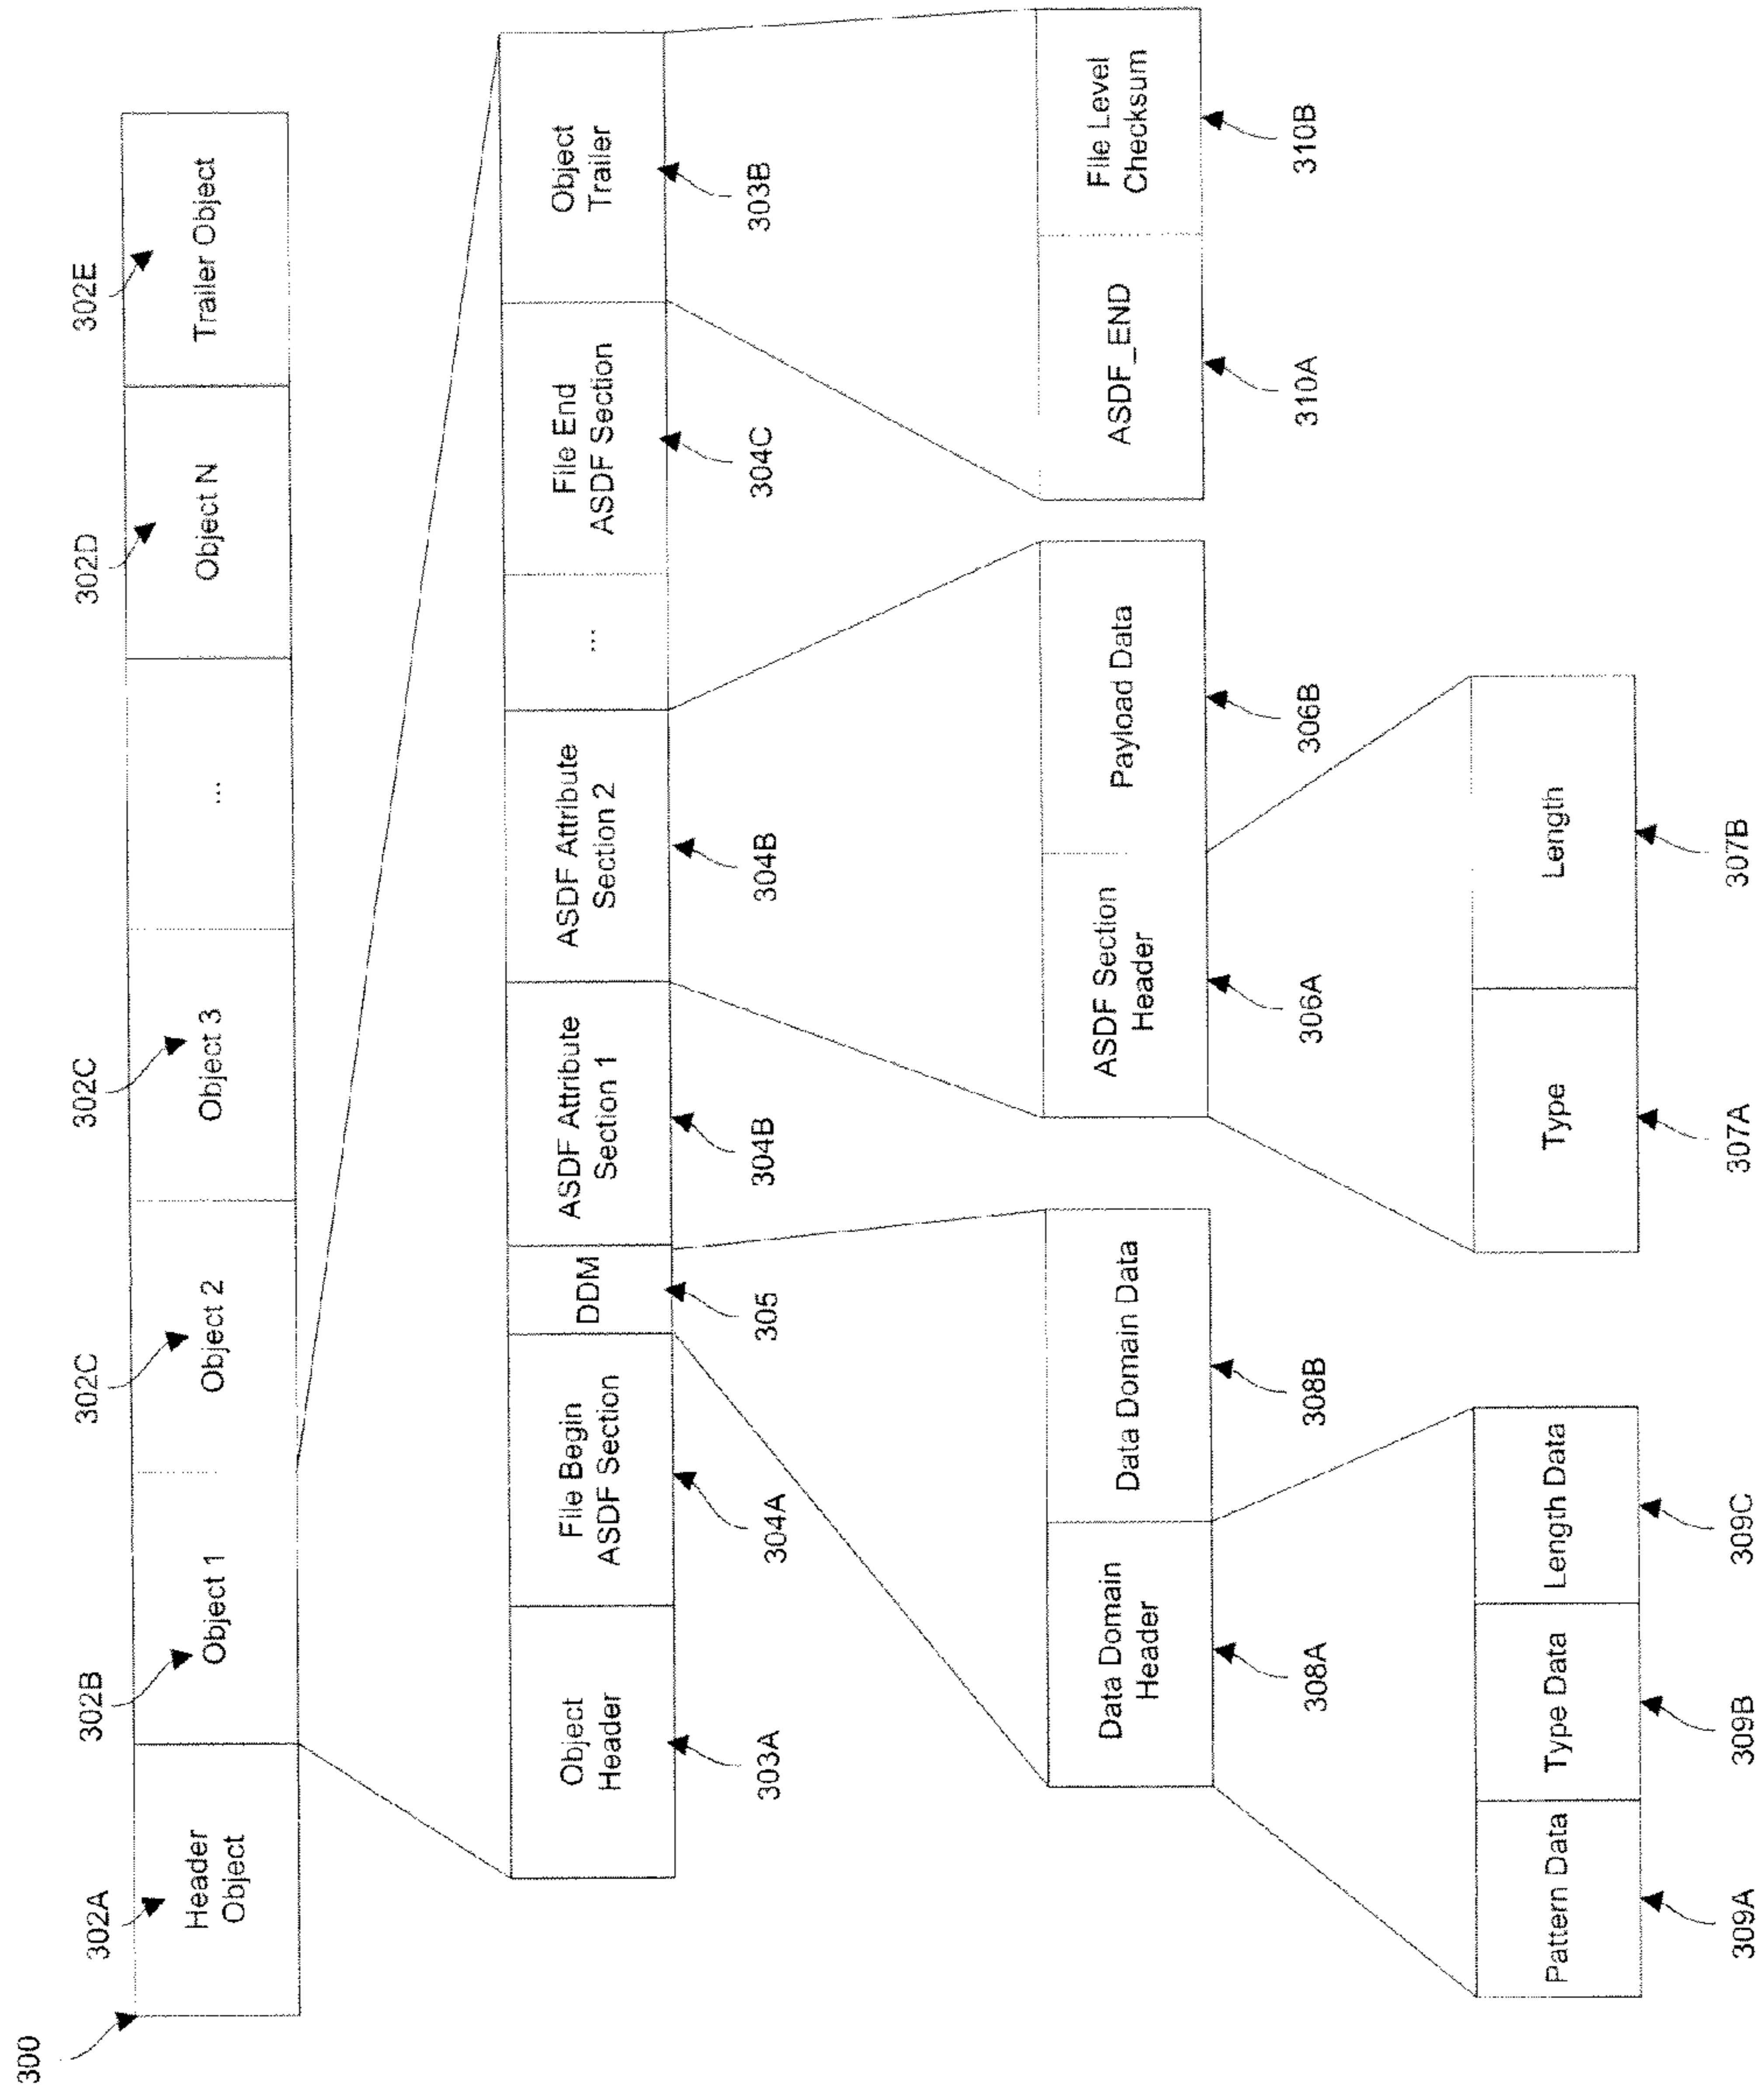 300
302A
302B
302C
302C
302D
302E
Header
Object
Object 1
Object 2
Object 3
...
Object N
Trailer Object
Object
Header
File Begin
ASDF Section
DDM
ASDF Attribute
Section 1
ASDF Attribute
Section 2
...
File End
ASDF Section
Object
Trailer
303A
304A
305
304B
304B
304C
303B
Data Domain
Header
Data Domain Data
ASDF Section
Header
Payload Data
ASDF_END
File Level
Checksum
308A
308B
306A
306B
310A
310B
Pattern Data
Type Data
Length Data
Type
Length
309A
309B
309C
307A
307B